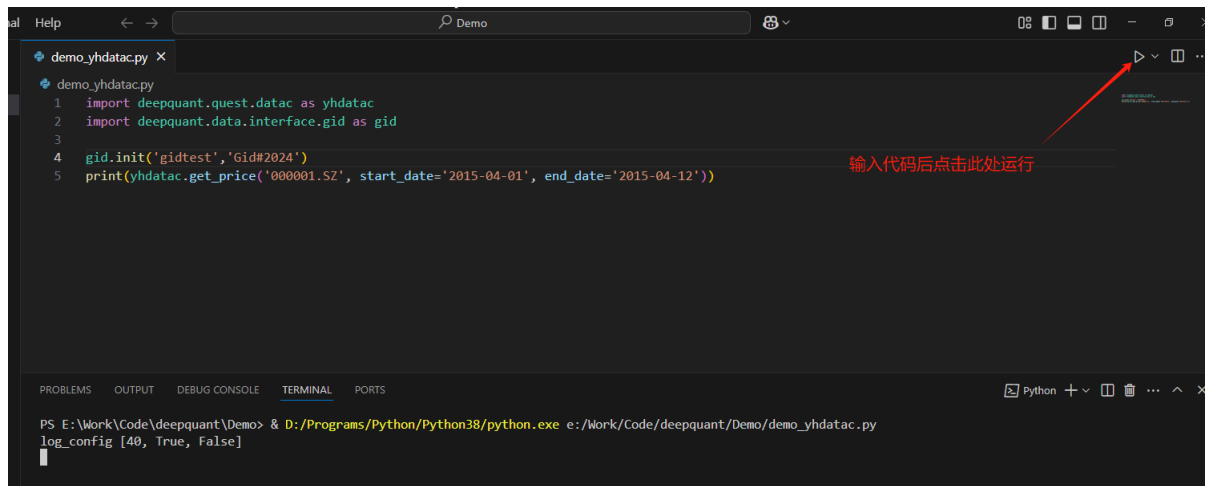 Help
Demo
demo_yhdatac.py
demo_yhdatac.py
1 import deepquant.quest.datac as yhdatac
2 import deepquant.data.interface.gid as gid
3
4 gid.init('gidtest','Gid#2024')
5 print(yhdatac.get_price('000001.SZ', start_date='2015-04-01', end_date='2015-04-12'))
输入代码后点击此处运行
PROBLEMS OUTPUT DEBUG CONSOLE TERMINAL PORTS
Python
PS E:\Work\Code\deepquant\Demo> & D:/Programs/Python/Python38/python.exe e:/Work/Code/deepquant/Demo/demo_yhdatac.py
log_config [40, True, False]